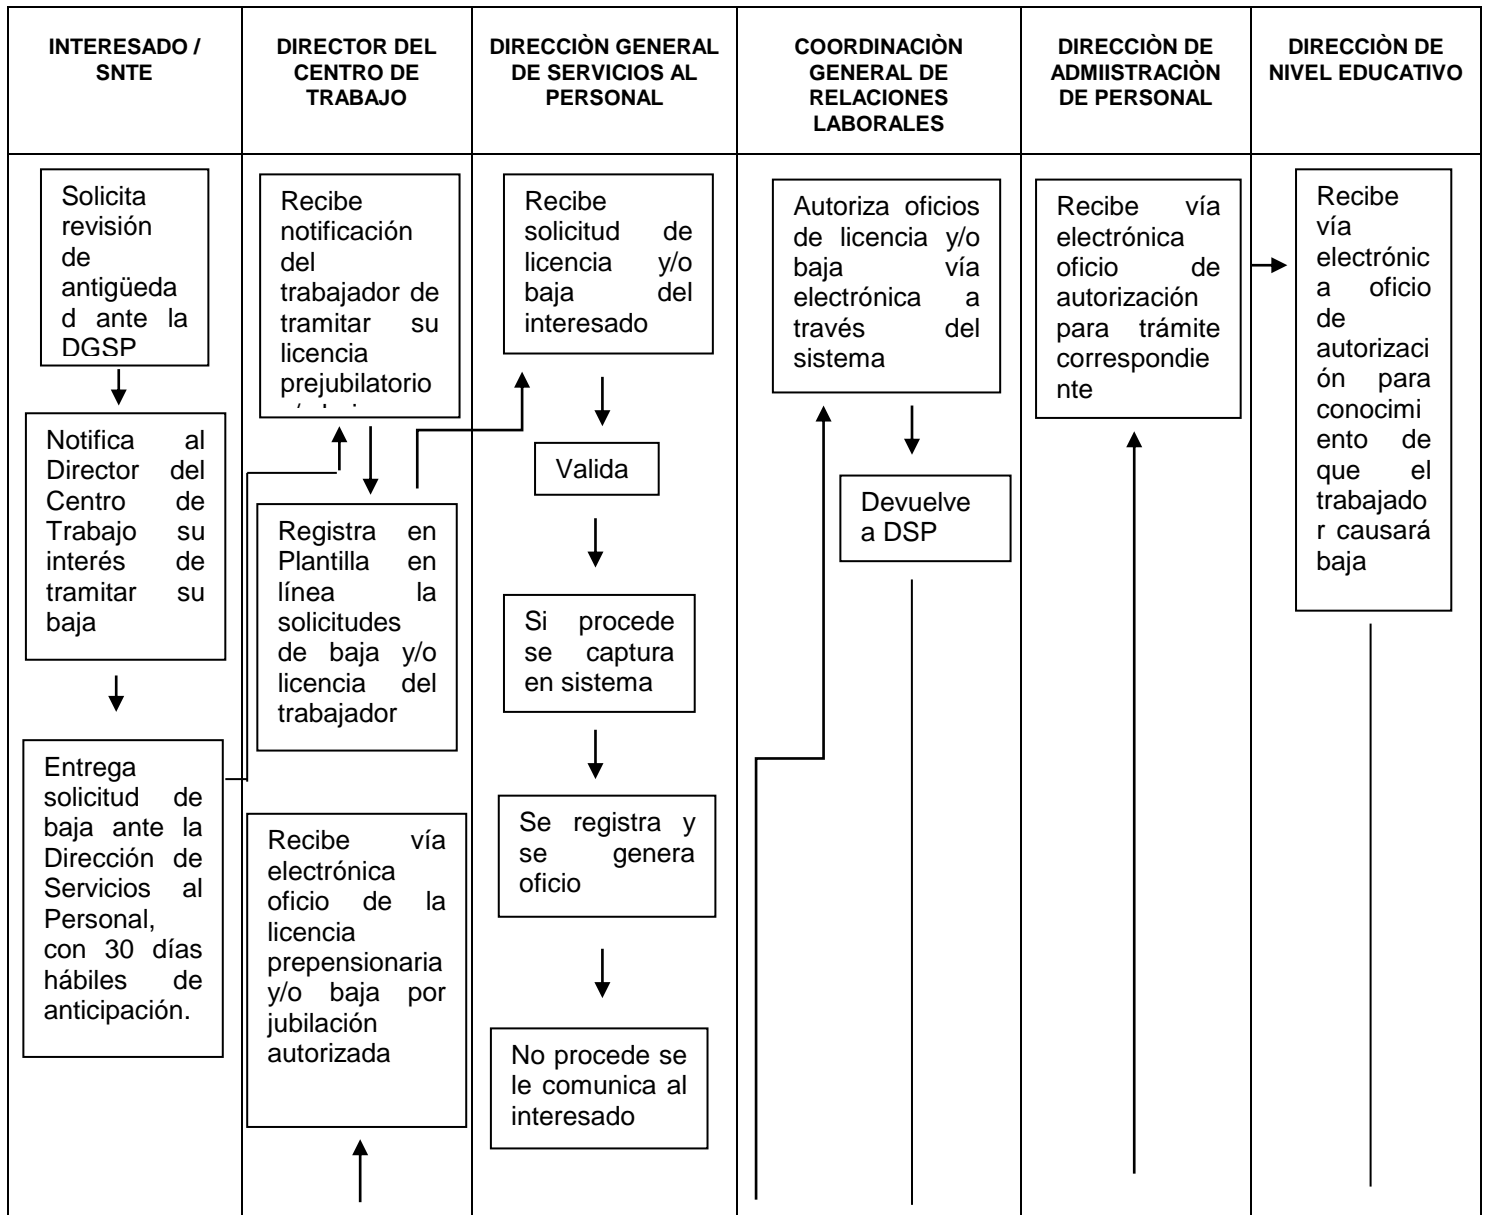 INTERESADO /
SNTE
DIRECTOR DEL
CENTRO DE
TRABAJO
DIRECCIÒN GENERAL
DE SERVICIOS AL
PERSONAL
COORDINACIÒN
GENERAL DE
RELACIONES
LABORALES
DIRECCIÒN DE
ADMIISTRACIÒN
DE PERSONAL
DIRECCIÒN DE
NIVEL EDUCATIVO
Solicita
revisión
de
antigüeda
d ante la
DGSP
Notifica al
Director del
Centro de
Trabajo su
interés de
tramitar su
baja
Entrega
solicitud de
baja ante la
Dirección de
Servicios al
Personal,
con 30 días
hábiles de
anticipación.
Recibe
notificación
del
trabajador de
tramitar su
licencia
prejubilatorio
Registra en
Plantilla en
línea la
solicitudes
de baja y/o
licencia del
trabajador
Recibe vía
electrónica
oficio de la
licencia
prepensionaria
y/o baja por
jubilación
autorizada
Recibe
solicitud de
licencia y/o
baja del
interesado
Valida
Si procede
se captura
en sistema
Se registra y
se genera
oficio
No procede se
le comunica al
interesado
Autoriza oficios
de licencia y/o
baja vía
electrónica a
través del
sistema
Devuelve
a DSP
Recibe vía
electrónica
oficio de
autorización
para trámite
correspondie
nte
Recibe
vía
electrónic
a oficio
de
autorizaci
ón para
conocimi
ento de
que el
trabajado
r causará
baja